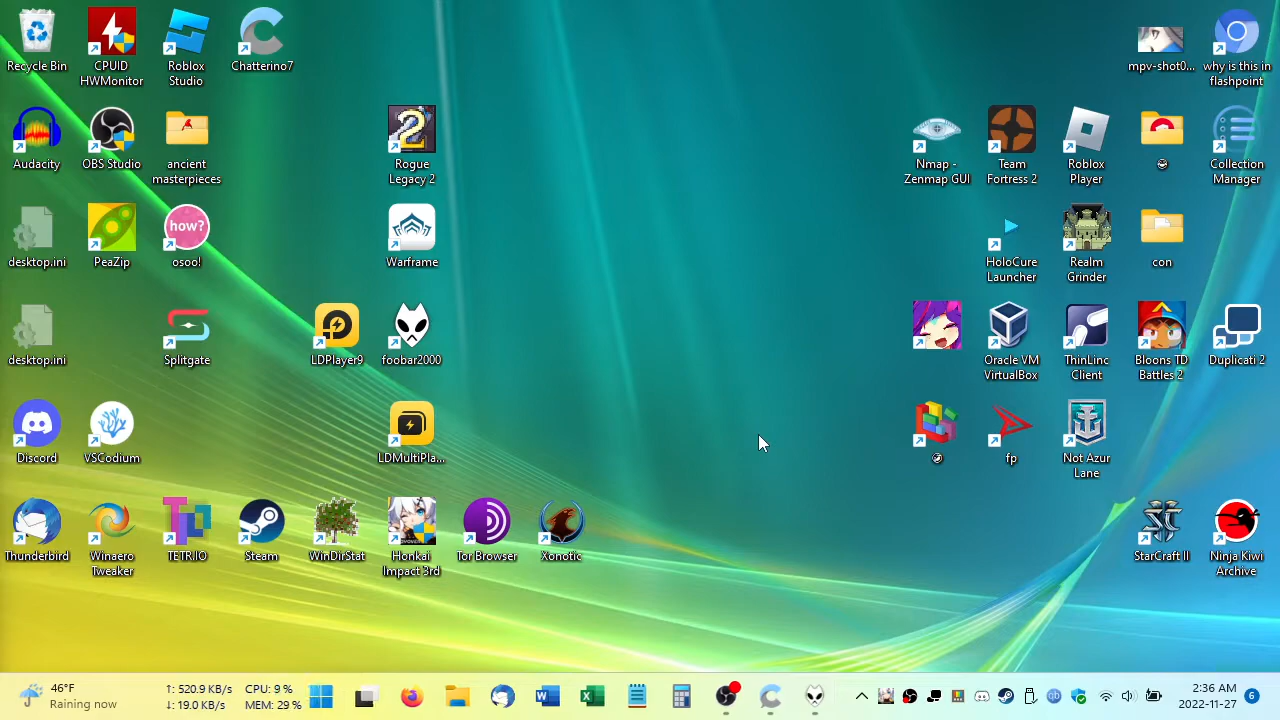 Recycle Bin
CPUID
HWMonitor
Roblox
Studio
Chatterino7
mpv-shot0...
why is this in
flashpoint
Audacity
OBS Studio
ancient
masterpieces
2
Rogue
Legacy 2
Nmap -
Zenmap GUI
Team
Fortress 2
Roblox
Player
Collection
Manager
desktop.ini
PeaZip
how?
osoo!
Warframe
HoloCure
Launcher
Realm
Grinder
con
desktop.ini
Splitgate
LDPlayer9
foobar2000
Oracle VM
VirtualBox
ThinLinc
Client
Bloons TD
Battles 2
Duplicati 2
Discord
VSCodium
LDMultiPla...
fp
Not Azur
Lane
Thunderbird
Winaero
Tweaker
TETR.IO
Steam
WinDirStat
Honkai
Impact 3rd
Tor Browser
Xonotic
StarCraft II
Ninja Kiwi
Archive
46°F
Raining now
↑: 520.9 KB/s
↓: 19.0 KB/s
CPU: 9 %
MEM: 29 %
2:36 AM
2022-11-27
6